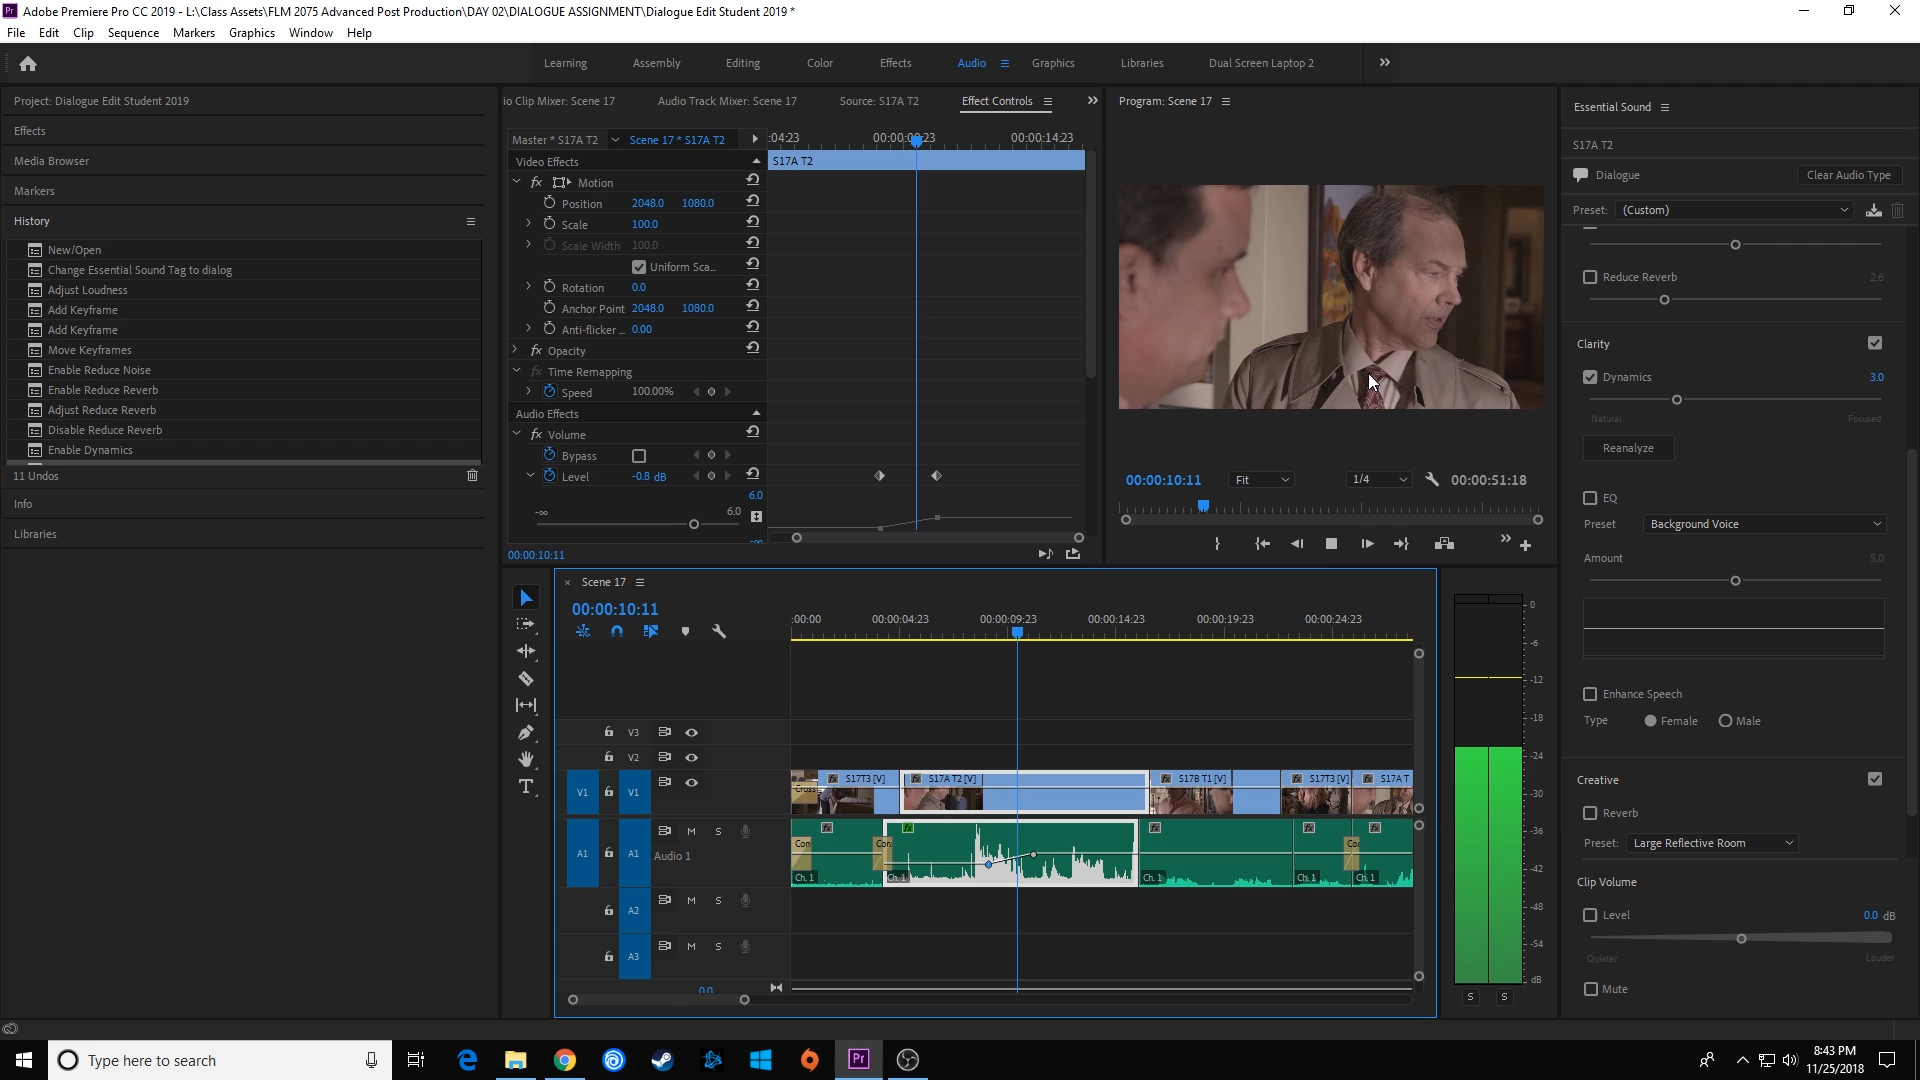 Adobe Premiere Pro CC 2019 - L:\Class Assets\FLM 2075 Advanced Post Production\DAY 02\DIALOGUE ASSIGNMENT\Dialogue Edit Student 2019 *
File Edit Clip Sequence Markers Graphics Window Help
Learning Assembly Editing Color Effects Audio Graphics Libraries Dual Screen Laptop 2
Project: Dialogue Edit Student 2019
Effects
Media Browser
Markers
History
New/Open
Change Essential Sound Tag to dialog
Adjust Loudness
Add Keyframe
Add Keyframe
Move Keyframes
Enable Reduce Noise
Enable Reduce Reverb
Adjust Reduce Reverb
Disable Reduce Reverb
Enable Dynamics
11 Undos
Info
Libraries
io Clip Mixer: Scene 17 Audio Track Mixer: Scene 17 Source: S17A T2 Effect Controls
Master * S17A T2 Scene 17 * S17A T2 :04:23 00:00:09:23 00:00:14:23
Video Effects S17A T2
fx Motion
Position 2048.0 1080.0
Scale 100.0
Scale Width 100.0
Uniform Sca...
Rotation 0.0
Anchor Point 2048.0 1080.0
Anti-flicker ... 0.00
fx Opacity
fx Time Remapping
Speed 100.00%
Audio Effects
fx Volume
Bypass
Level -0.8 dB
6.0
-∞ 6.0
00:00:10:11
Program: Scene 17
00:00:10:11 Fit 1/4 00:00:51:18
Scene 17
00:00:10:11
:00:00 00:00:04:23 00:00:09:23 00:00:14:23 00:00:19:23 00:00:24:23
V3
V2
V1 V1
fx S17T3 [V] fx S17A T2 [V] fx S17B T1 [V] fx S17T3 [V] fx S17A T
Cross
A1 A1 M S
Audio 1
Con Con Co
Ch. 1 Ch. 1 Ch. 1 Ch. 1 Ch. 1
A2 M S
A3 M S
0.0
0
-6
-12
-18
-24
-30
-36
-42
-48
-54
dB
S S
Essential Sound
S17A T2
Dialogue Clear Audio Type
Preset: (Custom)
Reduce Reverb 2.6
Clarity
Dynamics 3.0
Natural Focused
Reanalyze
EQ
Preset Background Voice
Amount 5.0
Enhance Speech
Type Female Male
Creative
Reverb
Preset: Large Reflective Room
Clip Volume
Level 0.0 dB
Quieter Louder
Mute
Type here to search
Pr
8:43 PM
11/25/2018